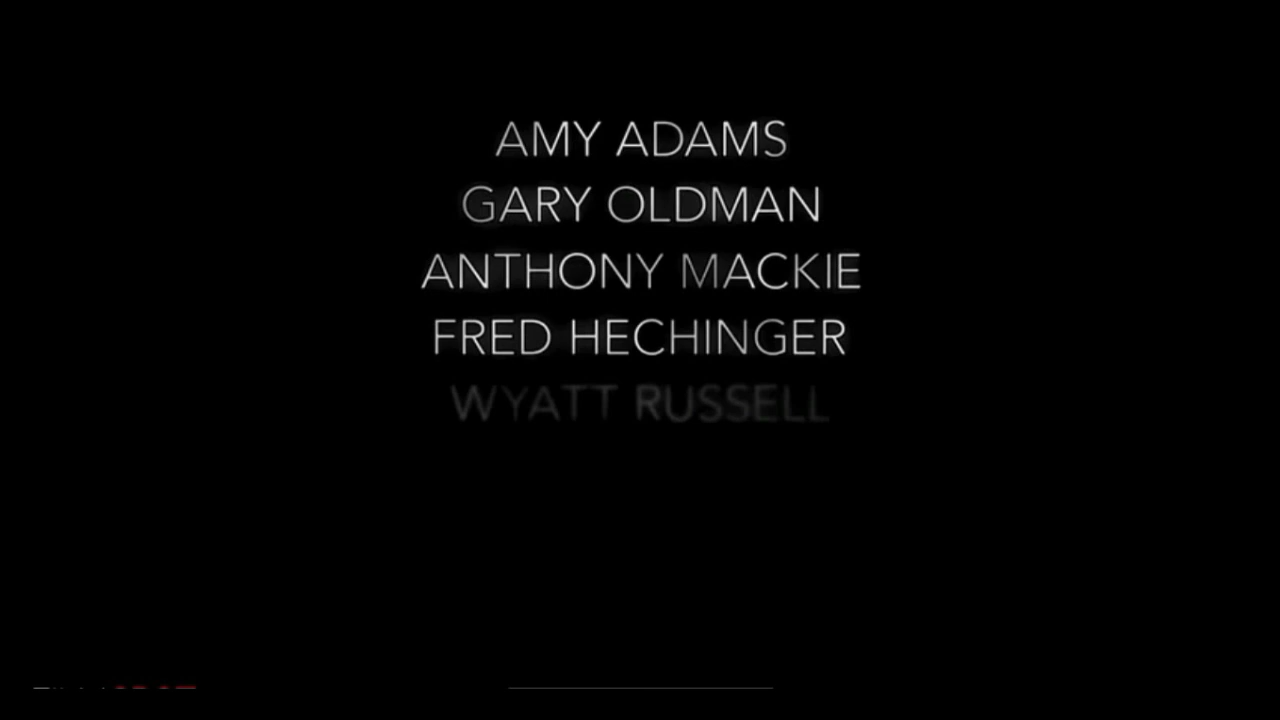 AMY ADAMS
GARY OLDMAN
ANTHONY MACKIE
FRED HECHINGER
WYATT RUSSELL